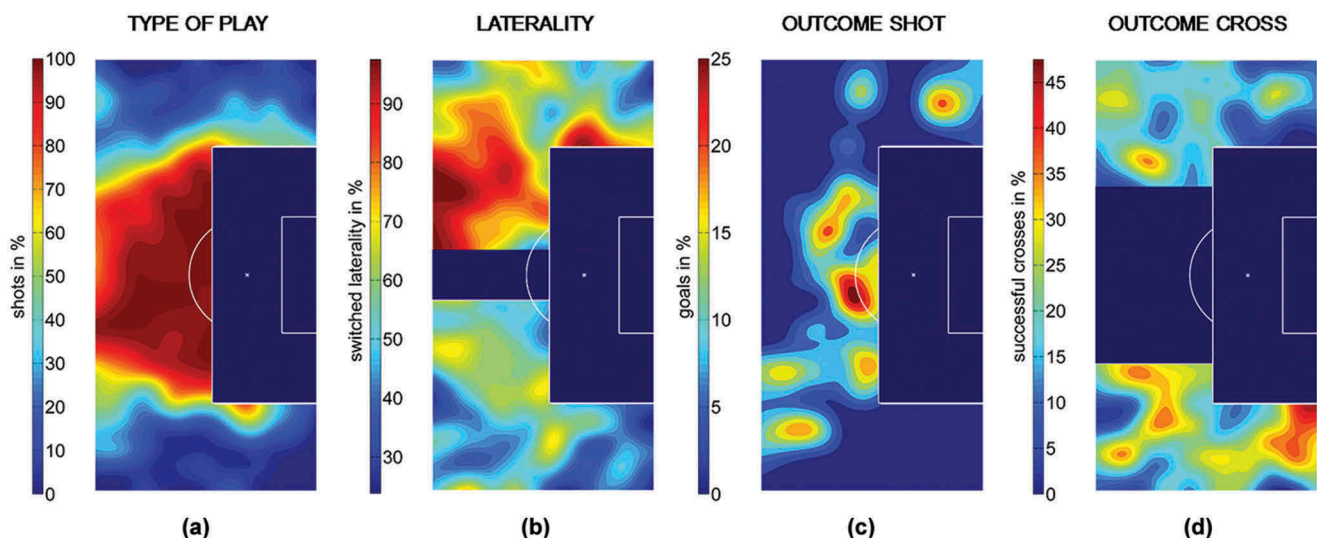 TYPE OF PLAY
LATERALITY
OUTCOME SHOT
OUTCOME CROSS
shots in %
100
90
80
70
60
50
40
30
20
10
0
switched laterality in %
90
80
70
60
50
40
30
goals in %
25
20
15
10
5
0
successful crosses in %
45
40
35
30
25
20
15
10
5
0
(a)
(b)
(c)
(d)